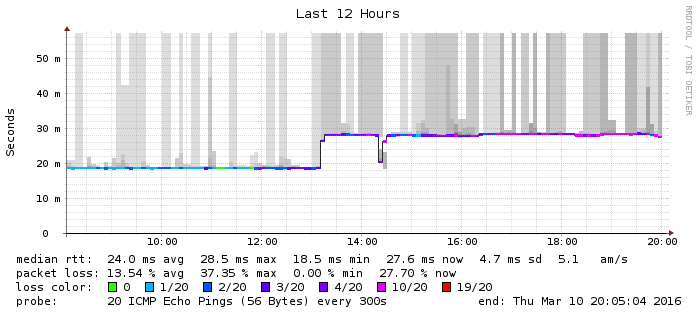 Last 12 Hours
RRDTOOL / TOBI OETIKER
Seconds
50 m
40 m
30 m
20 m
10 m
0
10:00 12:00 14:00 16:00 18:00 20:00
median rtt: 24.0 ms avg 28.5 ms max 18.5 ms min 27.6 ms now 4.7 ms sd 5.1 am/s
packet loss: 13.54 % avg 37.35 % max 0.00 % min 27.70 % now
loss color: 0 1/20 2/20 3/20 4/20 10/20 19/20
probe: 20 ICMP Echo Pings (56 Bytes) every 300s end: Thu Mar 10 20:05:04 2016